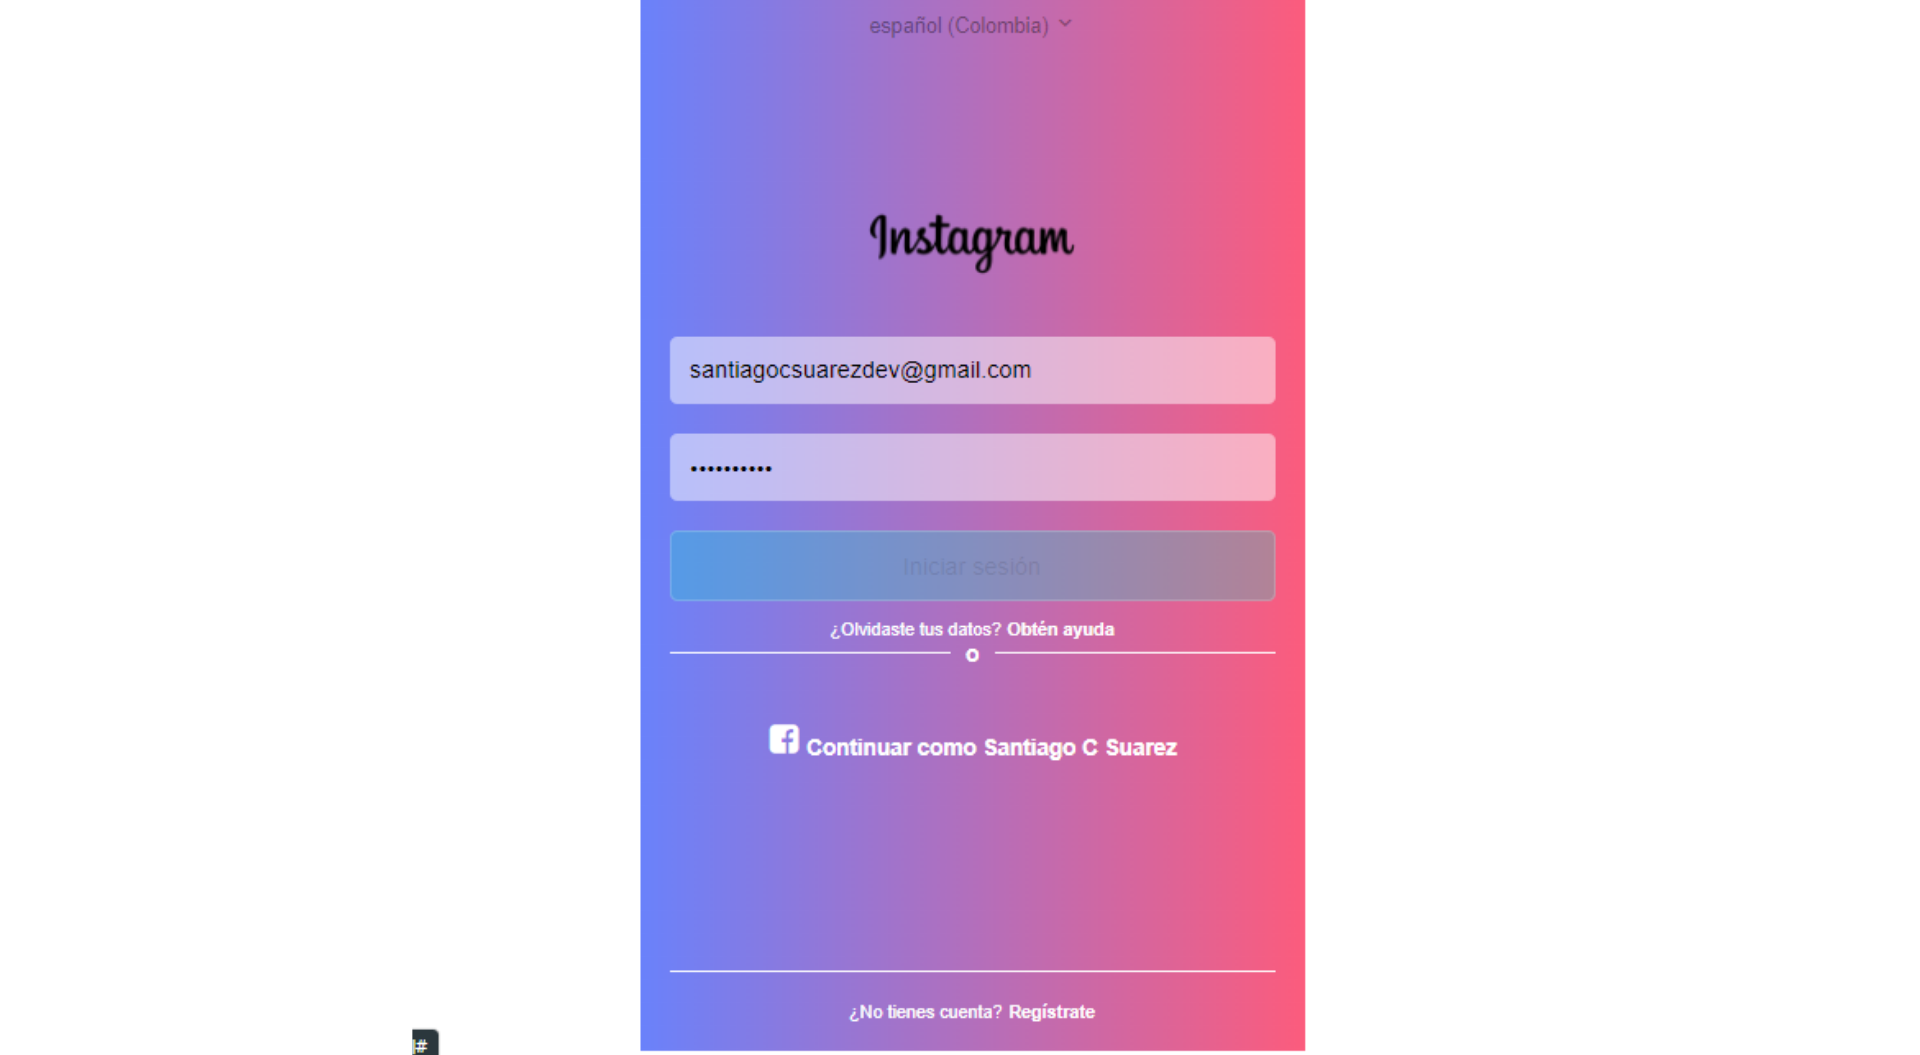 español (Colombia)
Instagram
santiagocsuarezdev@gmail.com
••••••••••
Iniciar sesión
¿Olvidaste tus datos? Obtén ayuda
o
Continuar como Santiago C Suarez
¿No tienes cuenta? Regístrate
#